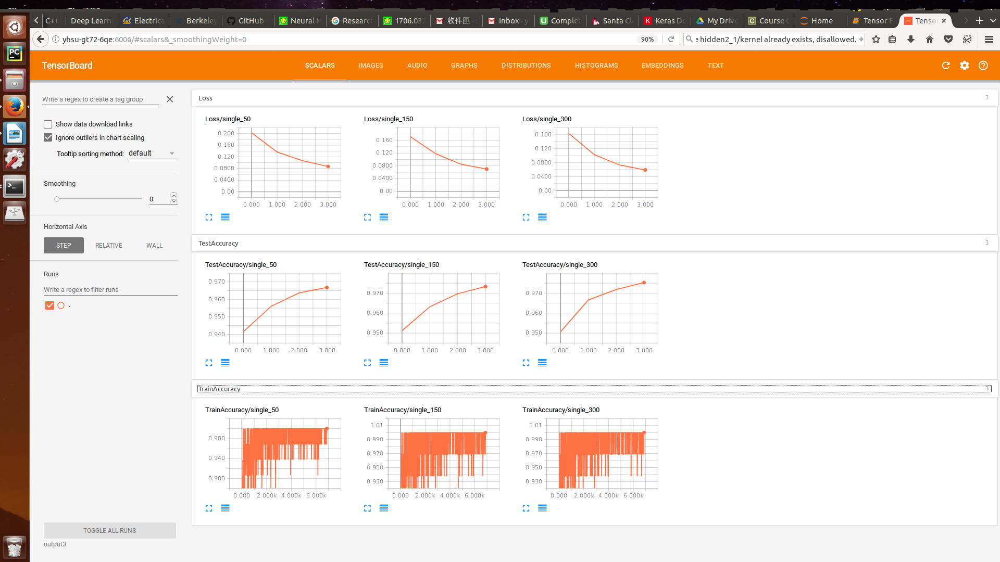 C++
Deep Learni
Cal Electrica
Berkeley
GitHub -
Neural N
Research
1706.037
收件匣 - s
Inbox - yh
Complet
Santa Cl
Keras Do
My Drive
Course C
Home
Tensor F
Tenso
yhsu-gt72-6qe:6006/#scalars&_smoothingWeight=0
90%
e hidden2_1/kernel already exists, disallowed.
TensorBoard
SCALARS
IMAGES
AUDIO
GRAPHS
DISTRIBUTIONS
HISTOGRAMS
EMBEDDINGS
TEXT
Write a regex to create a tag group
Show data download links
Ignore outliers in chart scaling
Tooltip sorting method: default
Smoothing
0
Horizontal Axis
STEP
RELATIVE
WALL
Runs
Write a regex to filter runs
.
TOGGLE ALL RUNS
output3
Loss
3
Loss/single_50
0.200
0.160
0.120
0.0800
0.0400
0.00
0.000 1.000 2.000 3.000
Loss/single_150
0.160
0.120
0.0800
0.0400
0.00
0.000 1.000 2.000 3.000
Loss/single_300
0.160
0.120
0.0800
0.0400
0.00
0.000 1.000 2.000 3.000
TestAccuracy
3
TestAccuracy/single_50
0.970
0.960
0.950
0.940
0.000 1.000 2.000 3.000
TestAccuracy/single_150
0.970
0.960
0.950
0.000 1.000 2.000 3.000
TestAccuracy/single_300
0.970
0.960
0.950
0.000 1.000 2.000 3.000
TrainAccuracy
3
TrainAccuracy/single_50
0.980
0.940
0.900
0.000 2.000k 4.000k 6.000k
TrainAccuracy/single_150
1.01
0.990
0.970
0.950
0.930
0.000 2.000k 4.000k 6.000k
TrainAccuracy/single_300
1.01
0.990
0.970
0.950
0.930
0.000 2.000k 4.000k 6.000k
PC